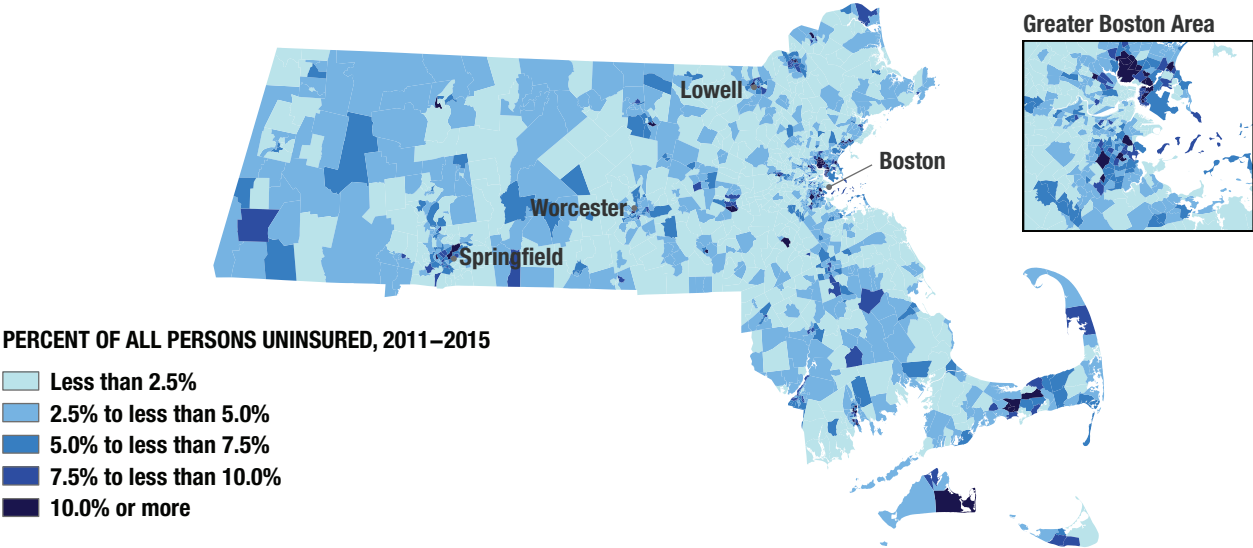 Greater Boston Area
Lowell
Boston
Worcester
Springfield
PERCENT OF ALL PERSONS UNINSURED, 2011–2015
Less than 2.5%
2.5% to less than 5.0%
5.0% to less than 7.5%
7.5% to less than 10.0%
10.0% or more